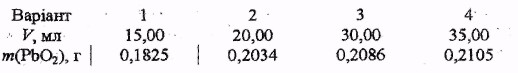 Варіант 1 2 3 4
V, мл 15,00 20,00 30,00 35,00
m(PbO₂), г 0,1825 0,2034 0,2086 0,2105